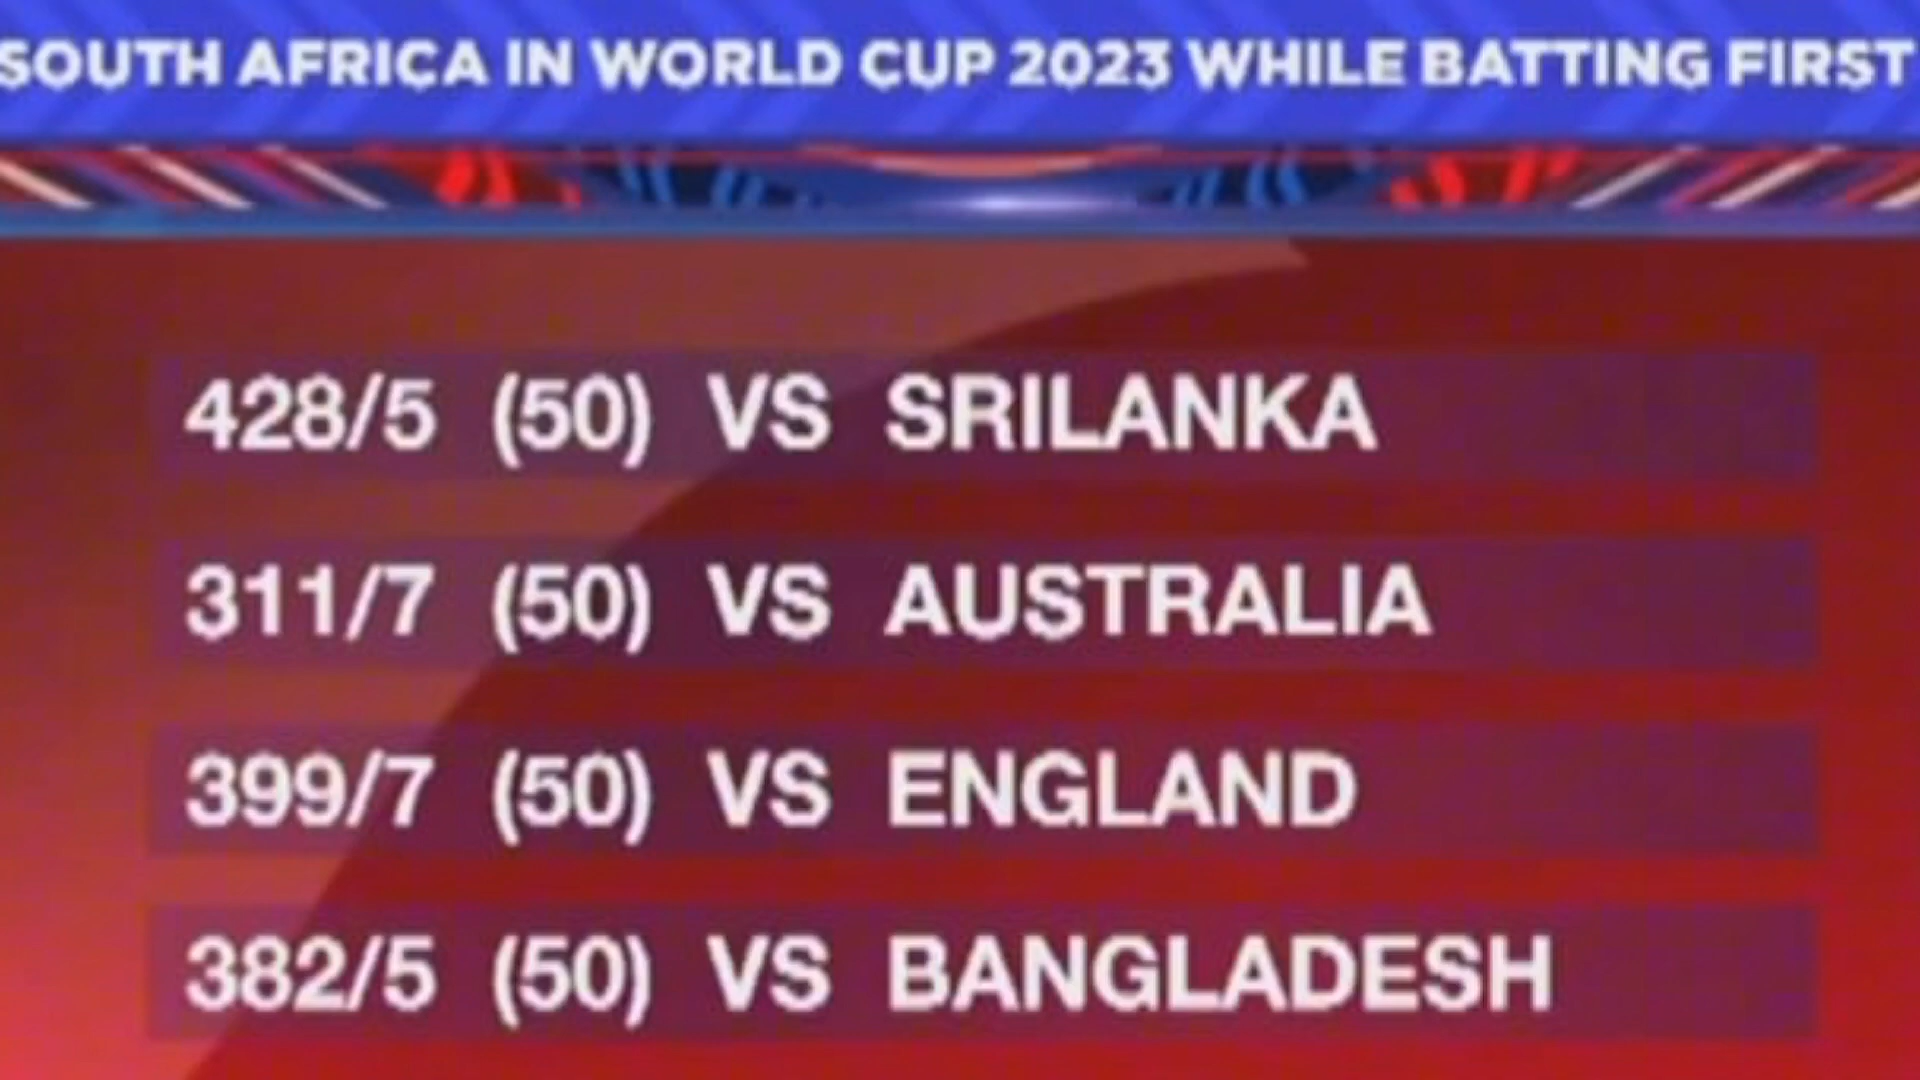 SOUTH AFRICA IN WORLD CUP 2023 WHILE BATTING FIRST
428/5 (50) VS SRILANKA
311/7 (50) VS AUSTRALIA
399/7 (50) VS ENGLAND
382/5 (50) VS BANGLADESH